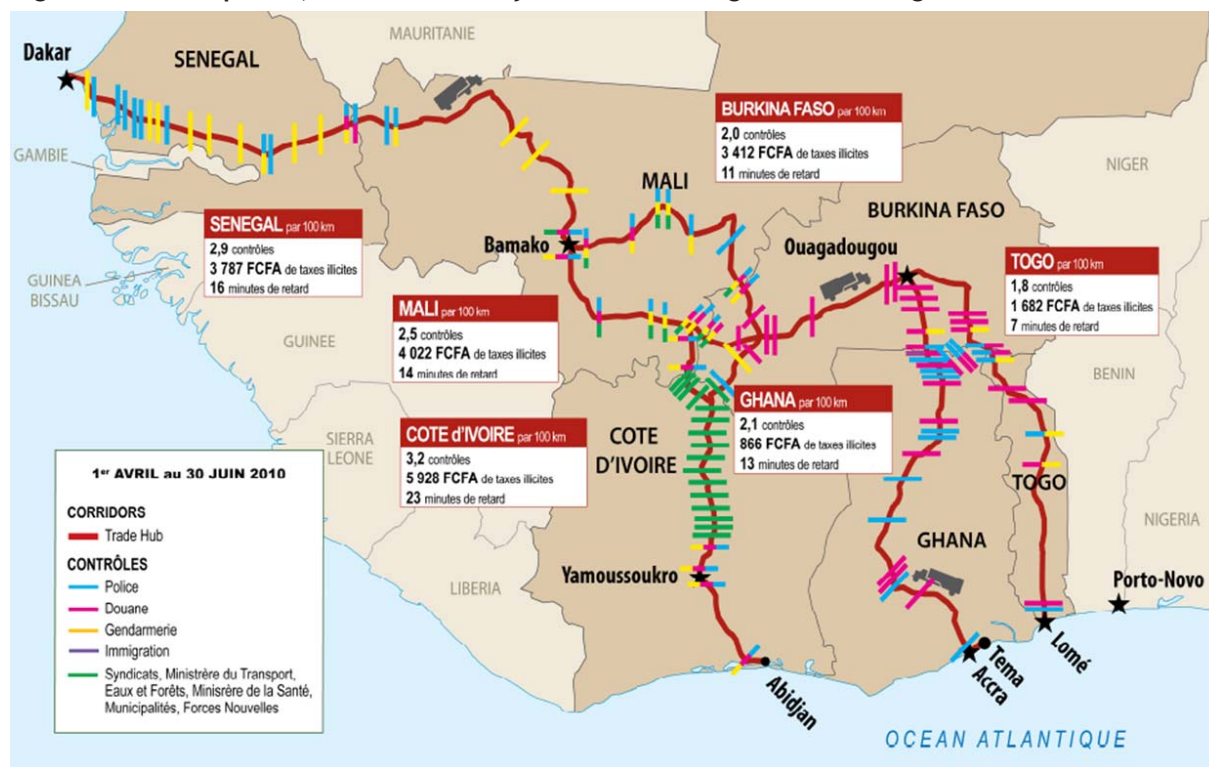 MAURITANIE
Dakar
SENEGAL
GAMBIE
SENEGAL par 100 km
2,9 contrôles
3 787 FCFA de taxes illicites
16 minutes de retard
BURKINA FASO par 100 km
2,0 contrôles
3 412 FCFA de taxes illicites
11 minutes de retard
NIGER
MALI
BURKINA FASO
Bamako
Ouagadougou
GUINEA
BISSAU
TOGO par 100 km
1,8 contrôles
1 682 FCFA de taxes illicites
7 minutes de retard
MALI par 100 km
2,5 contrôles
4 022 FCFA de taxes illicites
14 minutes de retard
GUINEE
BENIN
GHANA par 100 km
2,1 contrôles
866 FCFA de taxes illicites
13 minutes de retard
COTE d'IVOIRE par 100 km
3,2 contrôles
5 928 FCFA de taxes illicites
23 minutes de retard
SIERRA
LEONE
COTE
D'IVOIRE
TOGO
NIGERIA
GHANA
LIBERIA
Yamoussoukro
Porto-Novo
Abidjan
Tema
Accra
Lomé
1er AVRIL au 30 JUIN 2010
CORRIDORS
Trade Hub
CONTRÔLES
Police
Douane
Gendarmerie
Immigration
Syndicats, Ministrère du Transport,
Eaux et Forêts, Minisrère de la Santé,
Municipalités, Forces Nouvelles
OCEAN ATLANTIQUE